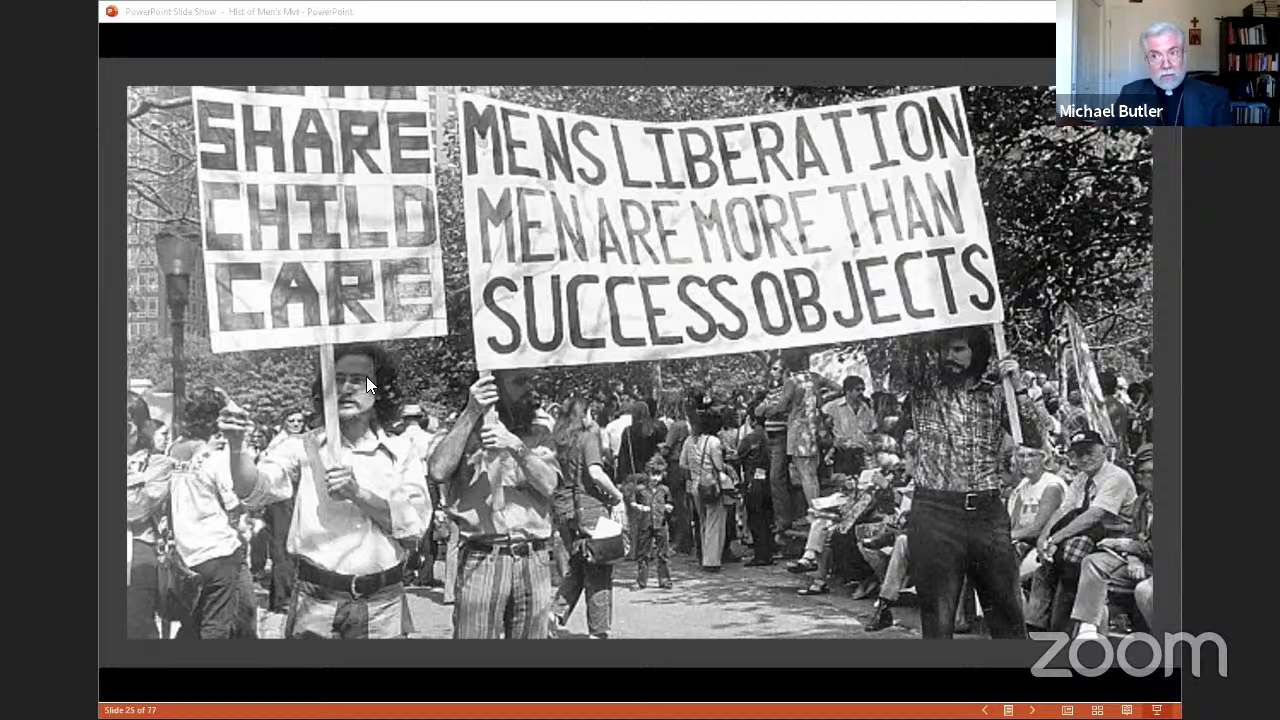 PowerPoint Slide Show - Hist of Men's Mvt - PowerPoint
Michael Butler
SHARE
CHILD
CARE
MENS LIBERATION
MEN ARE MORE THAN
SUCCESS OBJECTS
zoom
Slide 25 of 77